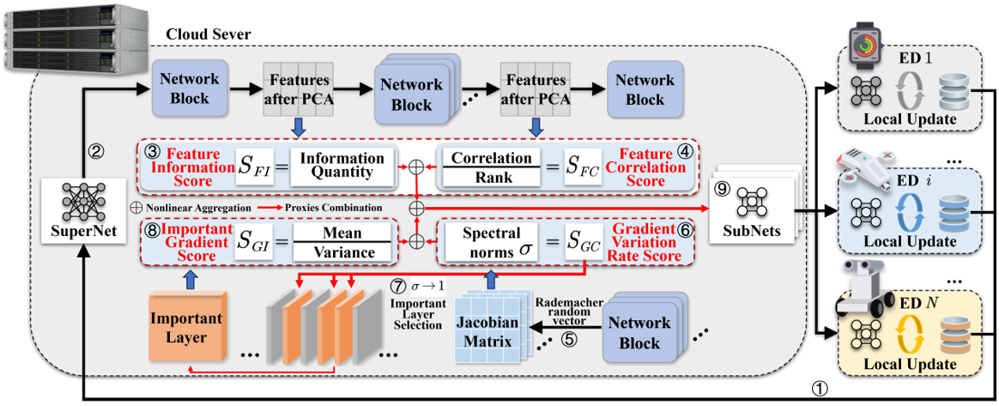 Cloud Sever
Network
Block
Features
after PCA
Network
Block
Features
after PCA
Network
Block
②
③
Feature
Information
Score
S_FI
=
Information
Quantity
Correlation
Rank
=
S_FC
④
Feature
Correlation
Score
⊕ Nonlinear Aggregation
Proxies Combination
SuperNet
⑧
Important
Gradient
Score
S_GI
=
Mean
Variance
Spectral
norms σ
=
S_GC
⑥
Gradient
Variation
Rate Score
⑨
SubNets
Important
Layer
...
⑦ σ→1
Important
Layer
Selection
...
Jacobian
Matrix
...
Rademacher
random
vector
⑤
Network
Block
...
ED 1
Local Update
...
ED i
Local Update
...
ED N
Local Update
①